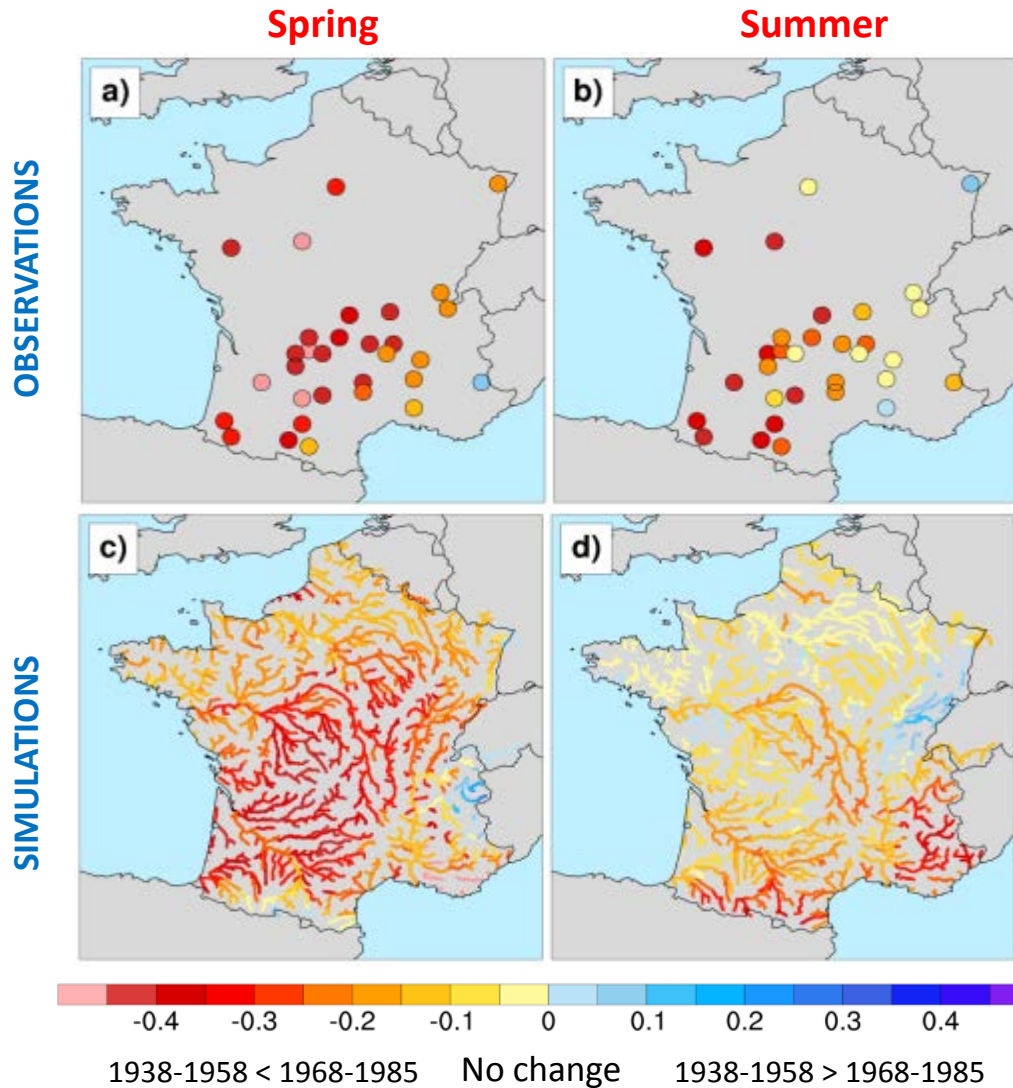 Spring
Summer
OBSERVATIONS
a)
b)
SIMULATIONS
c)
d)
-0.4 -0.3 -0.2 -0.1 0 0.1 0.2 0.3 0.4
1938-1958 < 1968-1985 No change 1938-1958 > 1968-1985